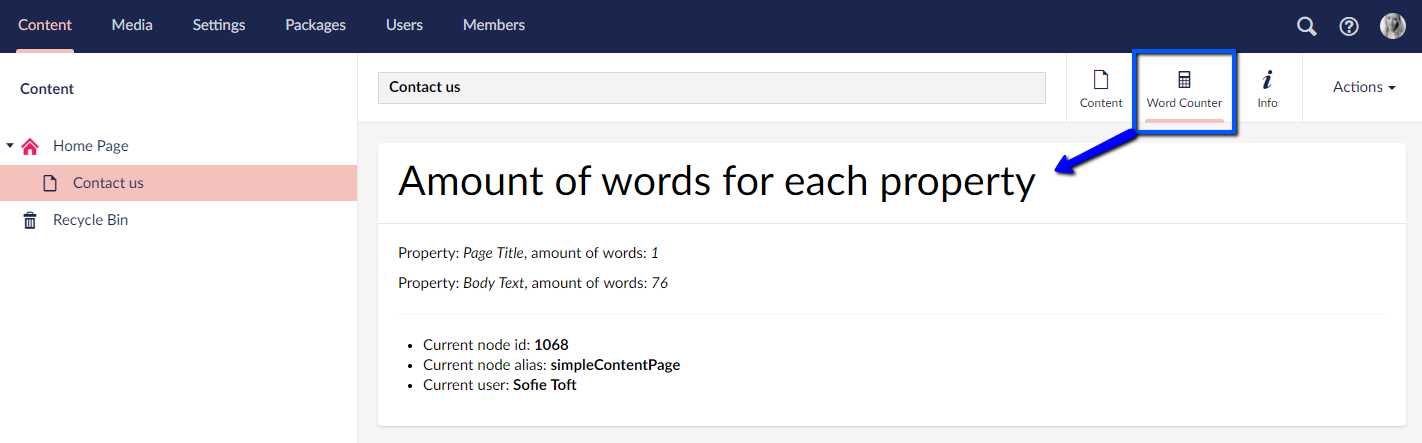 Content Media Settings Packages Users Members
Content
Home Page
Contact us
Recycle Bin
Contact us
Content
Word Counter
Info
Actions
Amount of words for each property
Property: Page Title, amount of words: 1
Property: Body Text, amount of words: 76
Current node id: 1068
Current node alias: simpleContentPage
Current user: Sofie Toft